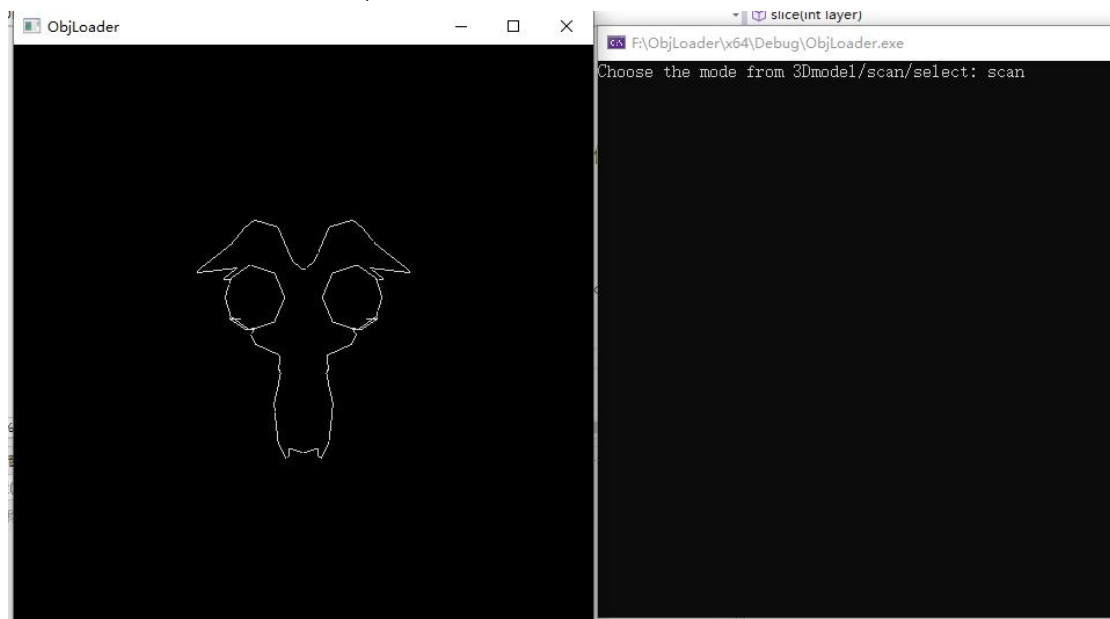 ObjLoader
slice(int layer)
F:\ObjLoader\x64\Debug\ObjLoader.exe
Choose the mode from 3Dmodel/scan/select: scan